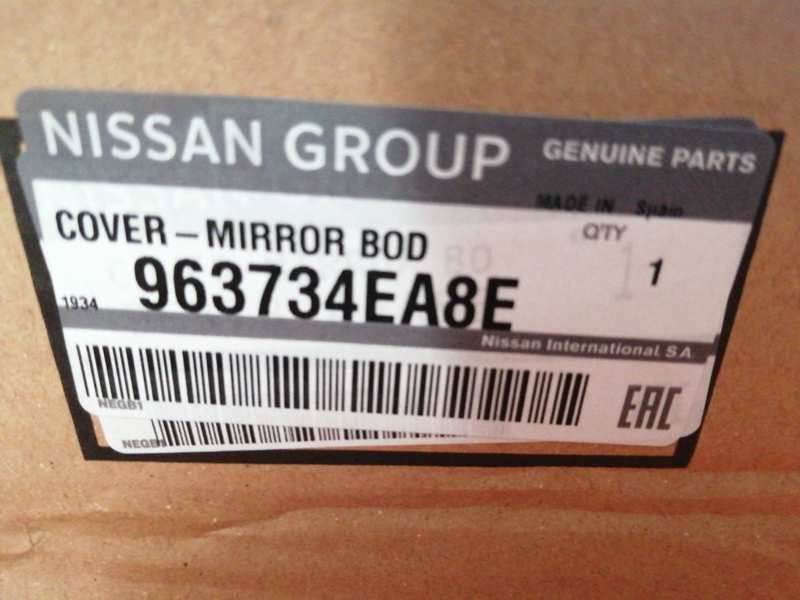 NISSAN GROUP GENUINE PARTS
MADE IN Spain
COVER-MIRROR BOD QTY
963734EA8E 1
1934
Nissan International. S.A.
NEGB1
EAC